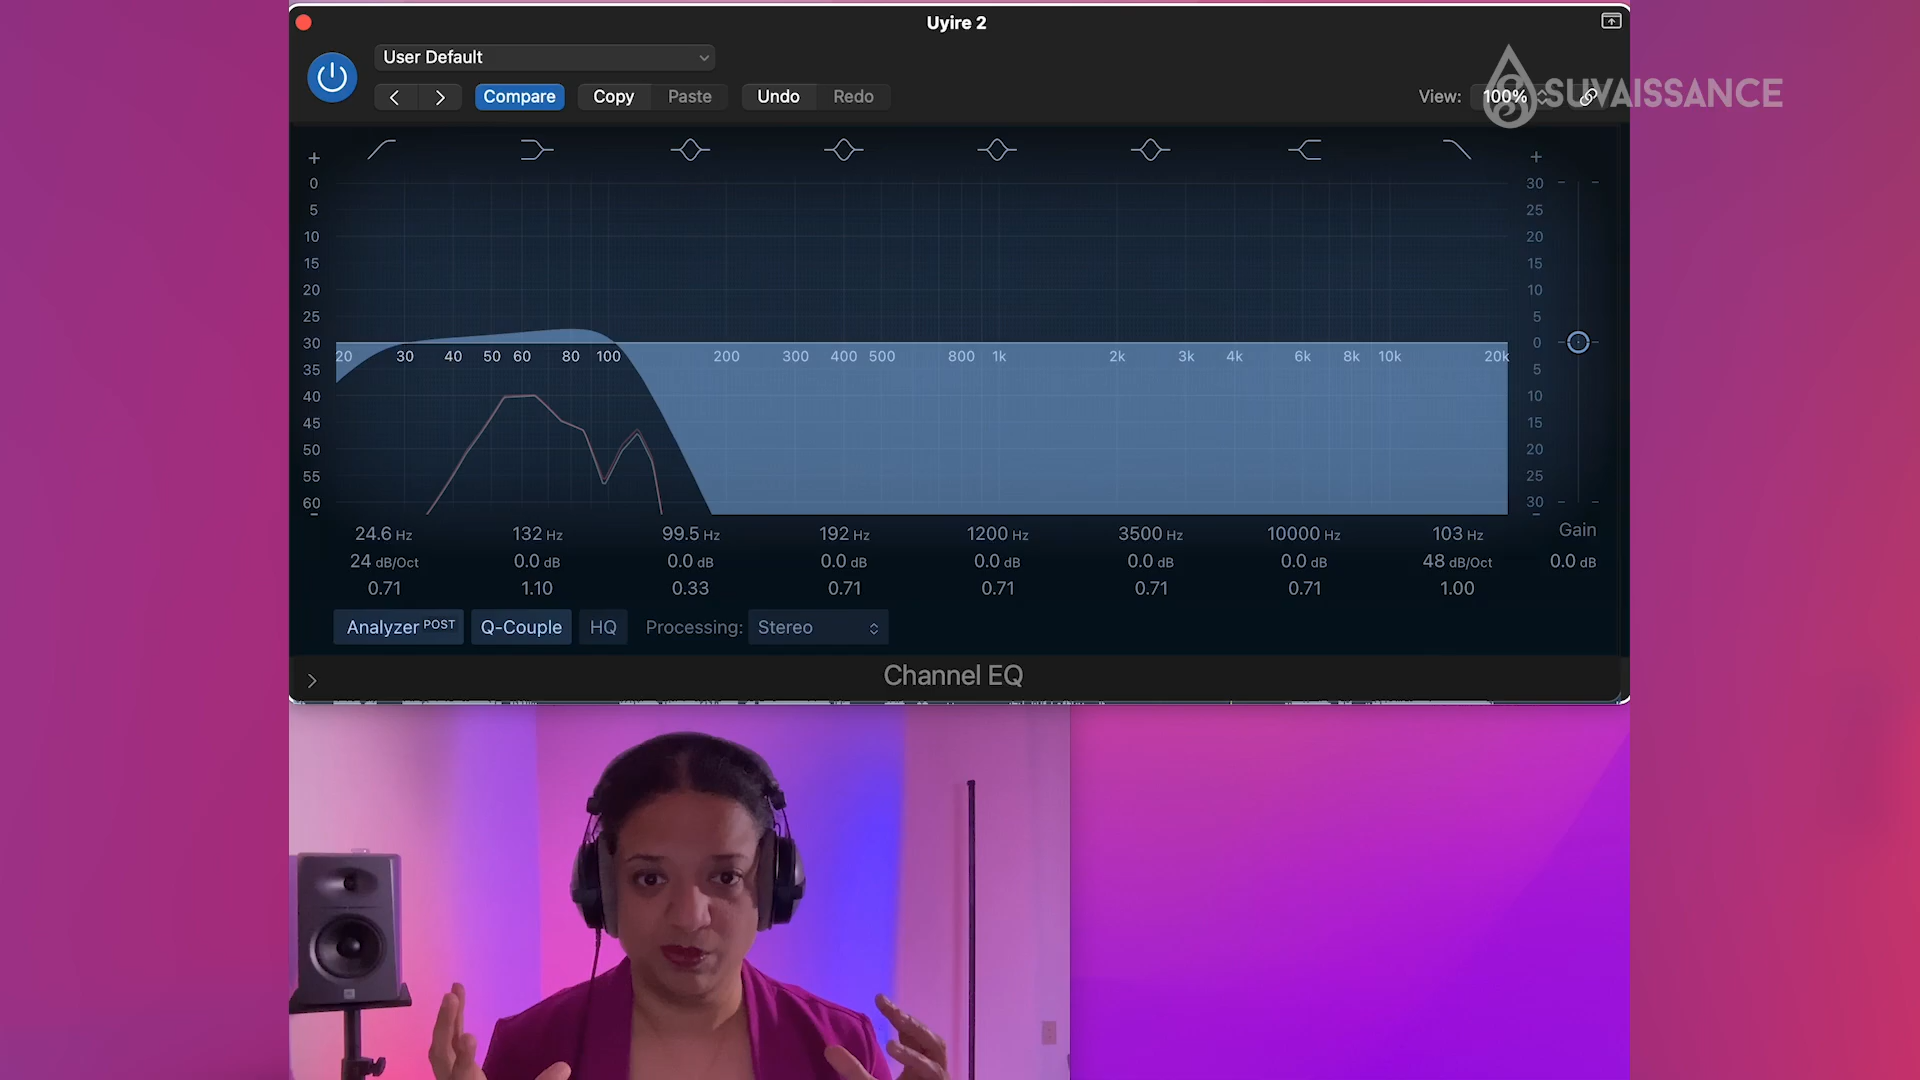 Uyire 2
User Default
Compare Copy Paste Undo Redo View: 100%
SUVAISSANCE
+ +
0 30
5 25
10 20
15 15
20 10
25 5
30 20 30 40 50 60 80 100 200 300 400 500 800 1k 2k 3k 4k 6k 8k 10k 20k 0
35 5
40 10
45 15
50 20
55 25
60 30
24.6 Hz 132 Hz 99.5 Hz 192 Hz 1200 Hz 3500 Hz 10000 Hz 103 Hz Gain
24 dB/Oct 0.0 dB 0.0 dB 0.0 dB 0.0 dB 0.0 dB 0.0 dB 48 dB/Oct 0.0 dB
0.71 1.10 0.33 0.71 0.71 0.71 0.71 1.00
Analyzer POST Q-Couple HQ Processing: Stereo
Channel EQ